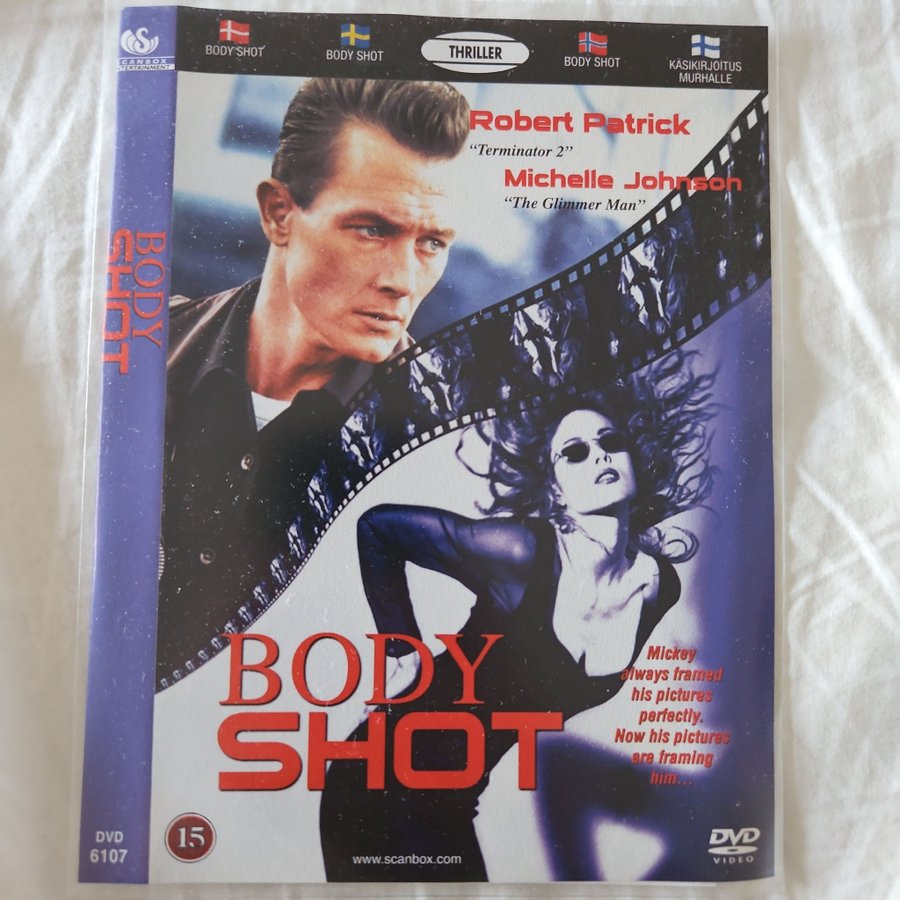 SCANBOX
ENTERTAINMENT
BODY SHOT
BODY SHOT
THRILLER
BODY SHOT
KÄSIKIRJOITUS
MURHALLE
Robert Patrick
“Terminator 2”
Michelle Johnson
“The Glimmer Man”
BODY
SHOT
BODY
SHOT
Mickey
always framed
his pictures
perfectly.
Now his pictures
are framing
him...
15
DVD
6107
www.scanbox.com
DVD
VIDEO